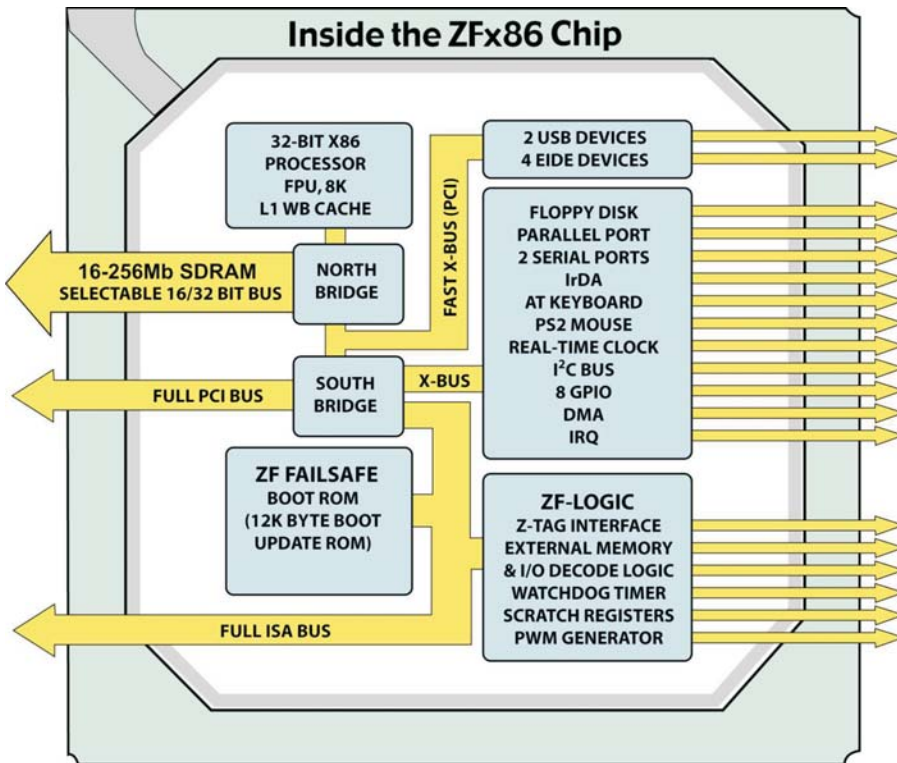 Inside the ZFx86 Chip
32-BIT X86
PROCESSOR
FPU, 8K
L1 WB CACHE
2 USB DEVICES
4 EIDE DEVICES
FAST X-BUS (PCI)
16-256Mb SDRAM
SELECTABLE 16/32 BIT BUS
NORTH
BRIDGE
FLOPPY DISK
PARALLEL PORT
2 SERIAL PORTS
IrDA
AT KEYBOARD
PS2 MOUSE
REAL-TIME CLOCK
I²C BUS
8 GPIO
DMA
IRQ
FULL PCI BUS
SOUTH
BRIDGE
X-BUS
ZF FAILSAFE
BOOT ROM
(12K BYTE BOOT
UPDATE ROM)
ZF-LOGIC
Z-TAG INTERFACE
EXTERNAL MEMORY
& I/O DECODE LOGIC
WATCHDOG TIMER
SCRATCH REGISTERS
PWM GENERATOR
FULL ISA BUS